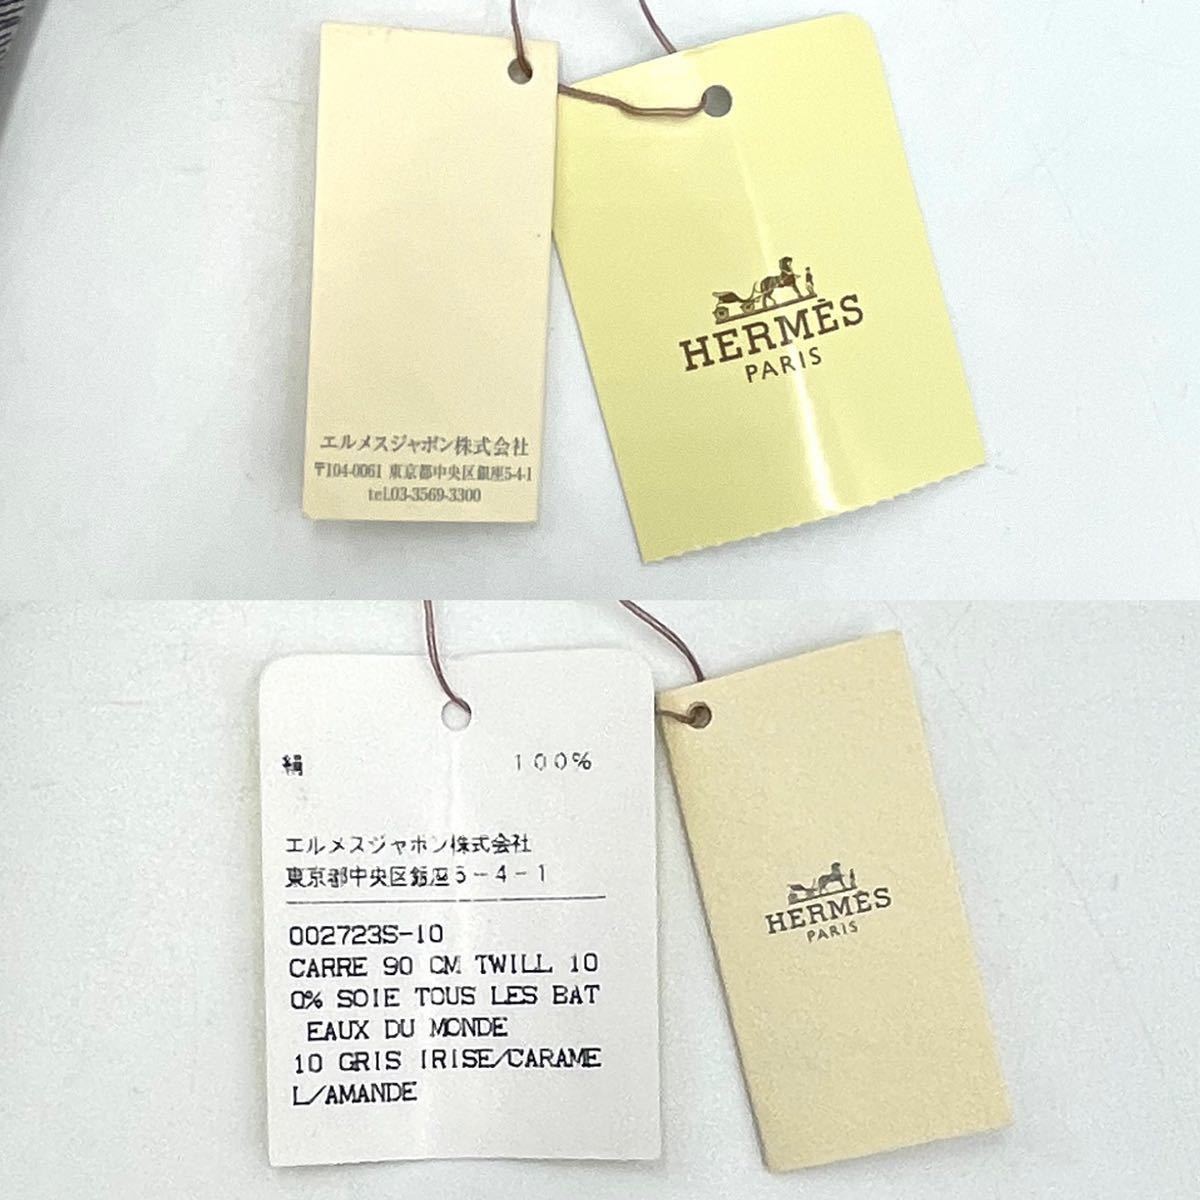 エルメスジャポン株式会社
〒104-0061 東京都中央区銀座5-4-1
tel.03-3569-3300
HERMÈS
PARIS
絹 100%
エルメスジャポン株式会社
東京都中央区銀座5-4-1
002723S-10
CARRE 90 CM TWILL 10
0% SOIE TOUS LES BAT
EAUX DU MONDE
10 GRIS IRISE/CARAME
L/AMANDE
HERMÈS
PARIS